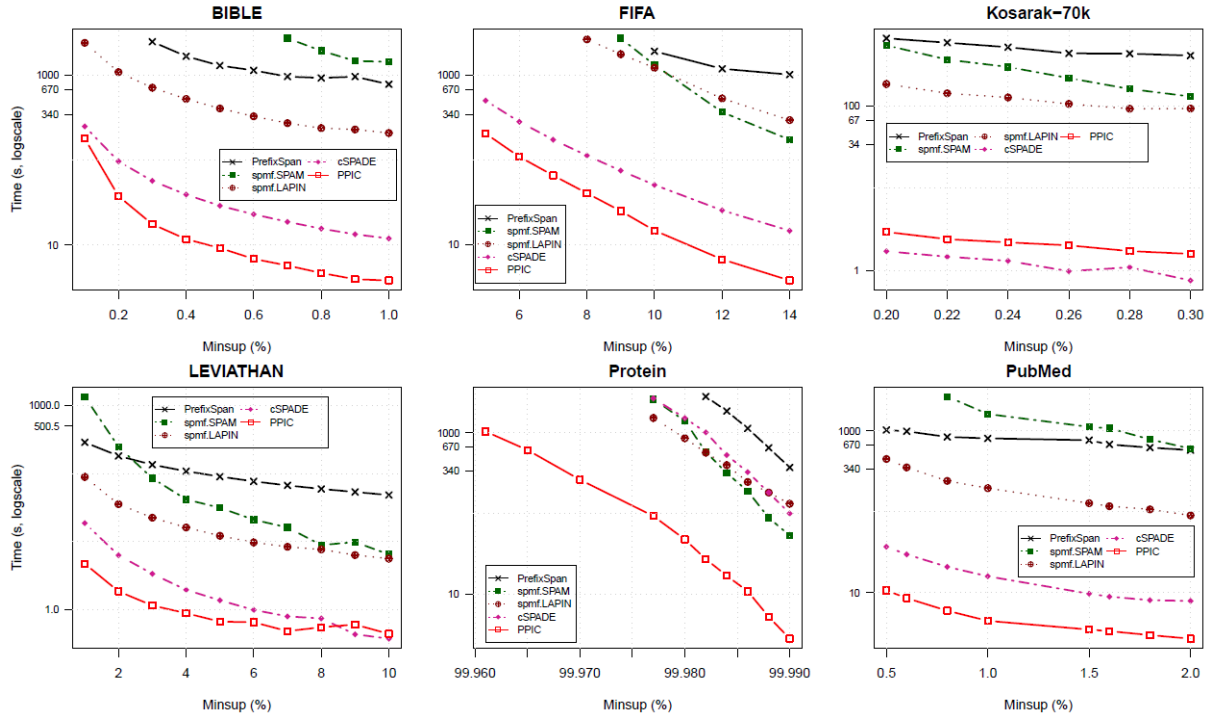 BIBLE
Time (s, logscale)
1000
670
340
10
PrefixSpan
spmf.SPAM
spmf.LAPIN
cSPADE
PPIC
0.2 0.4 0.6 0.8 1.0
Minsup (%)
FIFA
1000
670
340
10
PrefixSpan
spmf.SPAM
spmf.LAPIN
cSPADE
PPIC
6 8 10 12 14
Minsup (%)
Kosarak−70k
100
67
34
1
PrefixSpan
spmf.SPAM
spmf.LAPIN
cSPADE
PPIC
0.20 0.22 0.24 0.26 0.28 0.30
Minsup (%)
LEVIATHAN
Time (s, logscale)
1000.0
500.5
1.0
PrefixSpan
spmf.SPAM
spmf.LAPIN
cSPADE
PPIC
2 4 6 8 10
Minsup (%)
Protein
1000
670
340
10
PrefixSpan
spmf.SPAM
spmf.LAPIN
cSPADE
PPIC
99.960 99.970 99.980 99.990
Minsup (%)
PubMed
1000
670
340
10
PrefixSpan
spmf.SPAM
spmf.LAPIN
cSPADE
PPIC
0.5 1.0 1.5 2.0
Minsup (%)